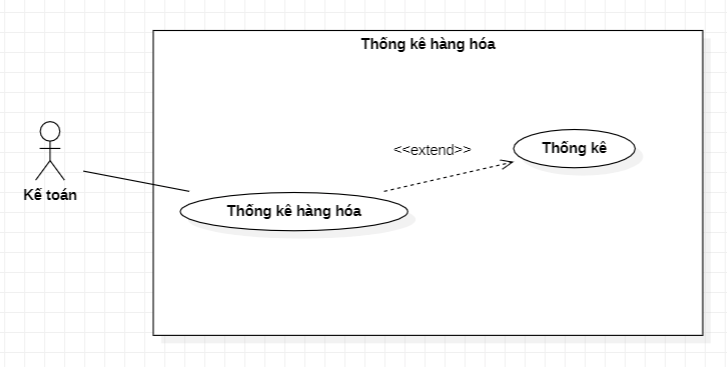 Thống kê hàng hóa
<<extend>>
Thống kê
Kế toán
Thống kê hàng hóa